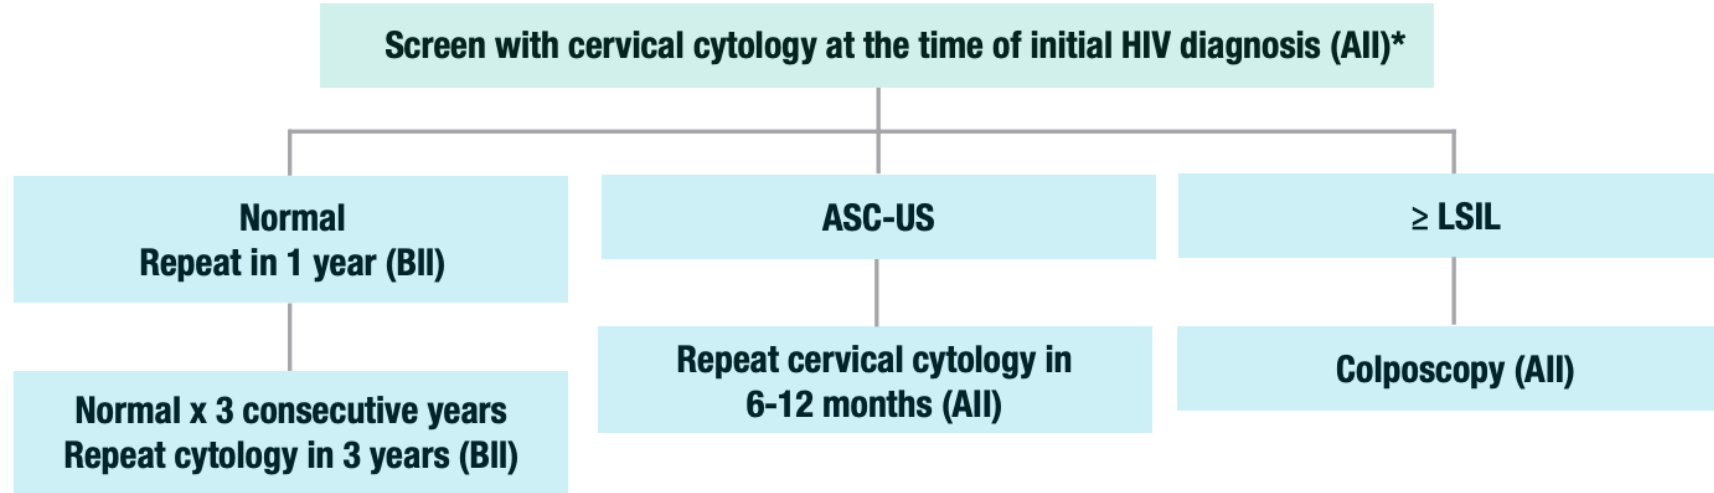 Screen with cervical cytology at the time of initial HIV diagnosis (AII)*
Normal
Repeat in 1 year (BII)
Normal x 3 consecutive years
Repeat cytology in 3 years (BII)
ASC-US
Repeat cervical cytology in
6-12 months (AII)
≥ LSIL
Colposcopy (AII)